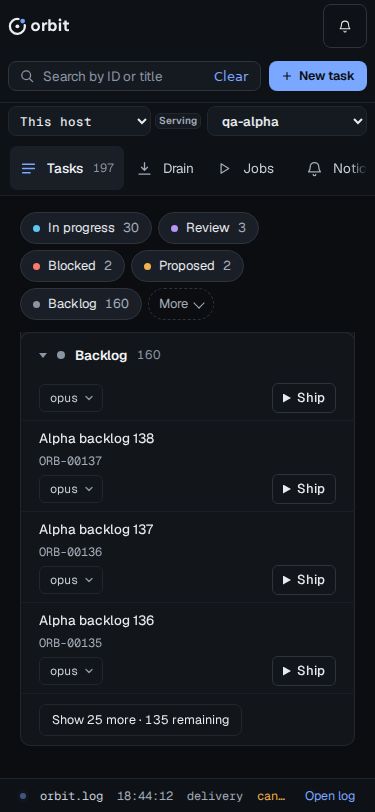 orbit
Search by ID or title Clear
+ New task
This host Serving qa-alpha
Tasks 197 Drain Jobs Notic
In progress 30 Review 3
Blocked 2 Proposed 2
Backlog 160 More
Backlog 160
opus Ship
Alpha backlog 138
ORB-00137
opus Ship
Alpha backlog 137
ORB-00136
opus Ship
Alpha backlog 136
ORB-00135
opus Ship
Show 25 more · 135 remaining
orbit.log 18:44:12 delivery can… Open log